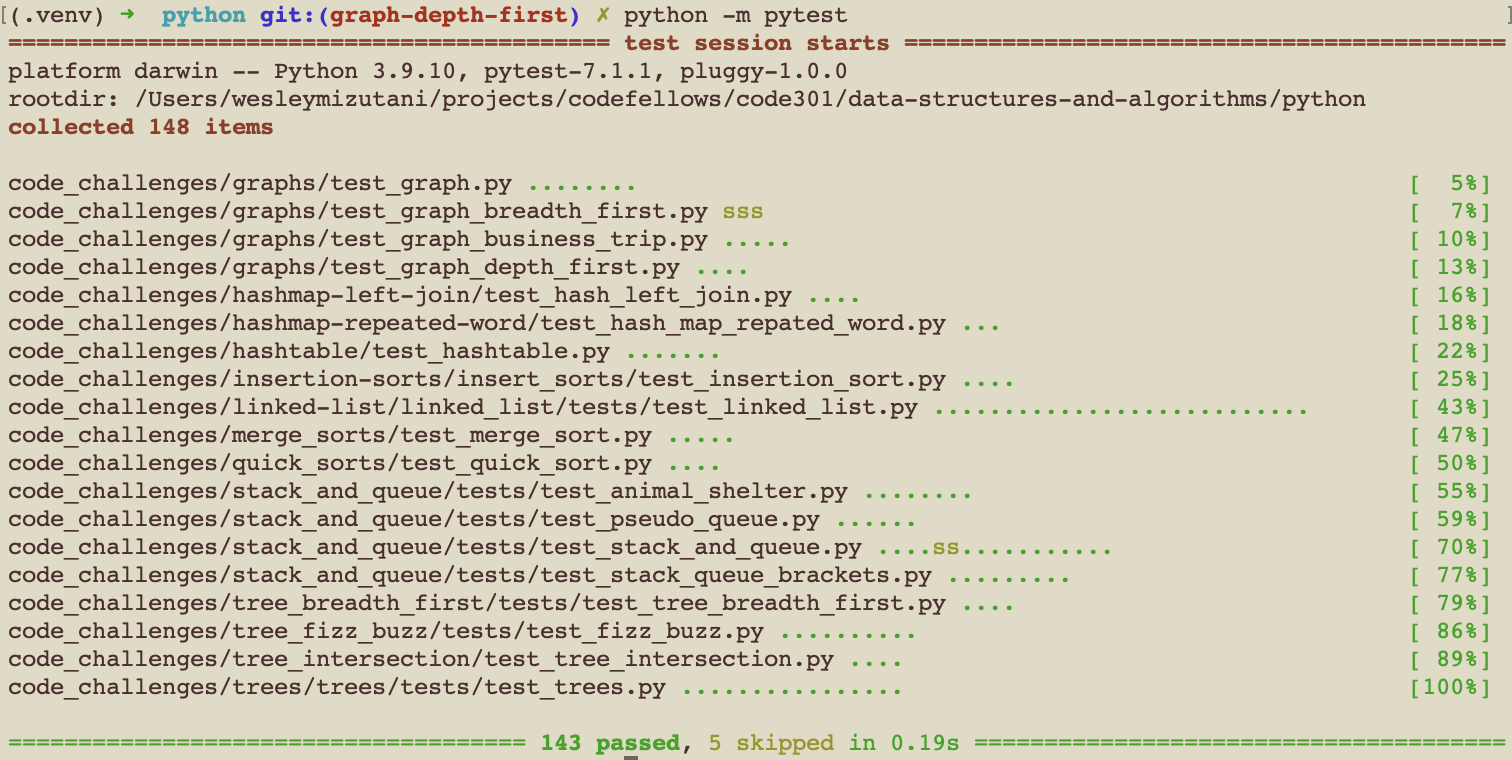 [(.venv) ➜  python git:(graph-depth-first) ✗ python -m pytest ]
=========================================== test session starts ===========================================
platform darwin -- Python 3.9.10, pytest-7.1.1, pluggy-1.0.0
rootdir: /Users/wesleymizutani/projects/codefellows/code301/data-structures-and-algorithms/python
collected 148 items
code_challenges/graphs/test_graph.py ........ [  5%]
code_challenges/graphs/test_graph_breadth_first.py sss [  7%]
code_challenges/graphs/test_graph_business_trip.py ..... [ 10%]
code_challenges/graphs/test_graph_depth_first.py .... [ 13%]
code_challenges/hashmap-left-join/test_hash_left_join.py .... [ 16%]
code_challenges/hashmap-repeated-word/test_hash_map_repated_word.py ... [ 18%]
code_challenges/hashtable/test_hashtable.py ....... [ 22%]
code_challenges/insertion-sorts/insert_sorts/test_insertion_sort.py .... [ 25%]
code_challenges/linked-list/linked_list/tests/test_linked_list.py ........................... [ 43%]
code_challenges/merge_sorts/test_merge_sort.py ..... [ 47%]
code_challenges/quick_sorts/test_quick_sort.py .... [ 50%]
code_challenges/stack_and_queue/tests/test_animal_shelter.py ........ [ 55%]
code_challenges/stack_and_queue/tests/test_pseudo_queue.py ...... [ 59%]
code_challenges/stack_and_queue/tests/test_stack_and_queue.py ....ss........... [ 70%]
code_challenges/stack_and_queue/tests/test_stack_queue_brackets.py ......... [ 77%]
code_challenges/tree_breadth_first/tests/test_tree_breadth_first.py .... [ 79%]
code_challenges/tree_fizz_buzz/tests/test_fizz_buzz.py .......... [ 86%]
code_challenges/tree_intersection/test_tree_intersection.py .... [ 89%]
code_challenges/trees/trees/tests/test_trees.py ................ [100%]
===================================== 143 passed, 5 skipped in 0.19s ======================================